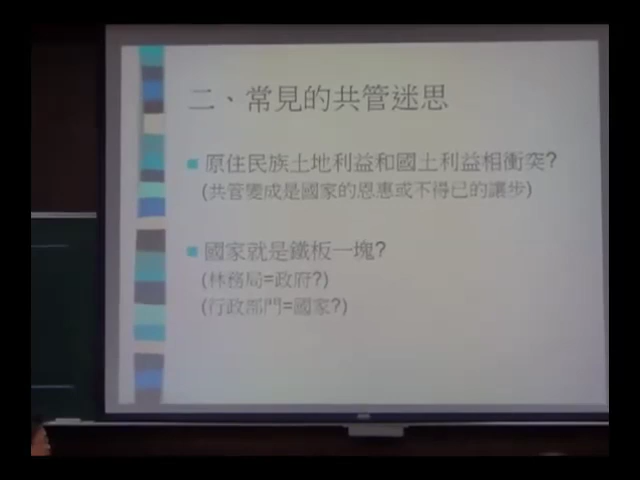 二、常見的共管迷思
原住民族土地利益和國土利益相衝突?
(共管變成是國家的恩惠或不得已的讓步)
國家就是鐵板一塊?
(林務局=政府?)
(行政部門=國家?)